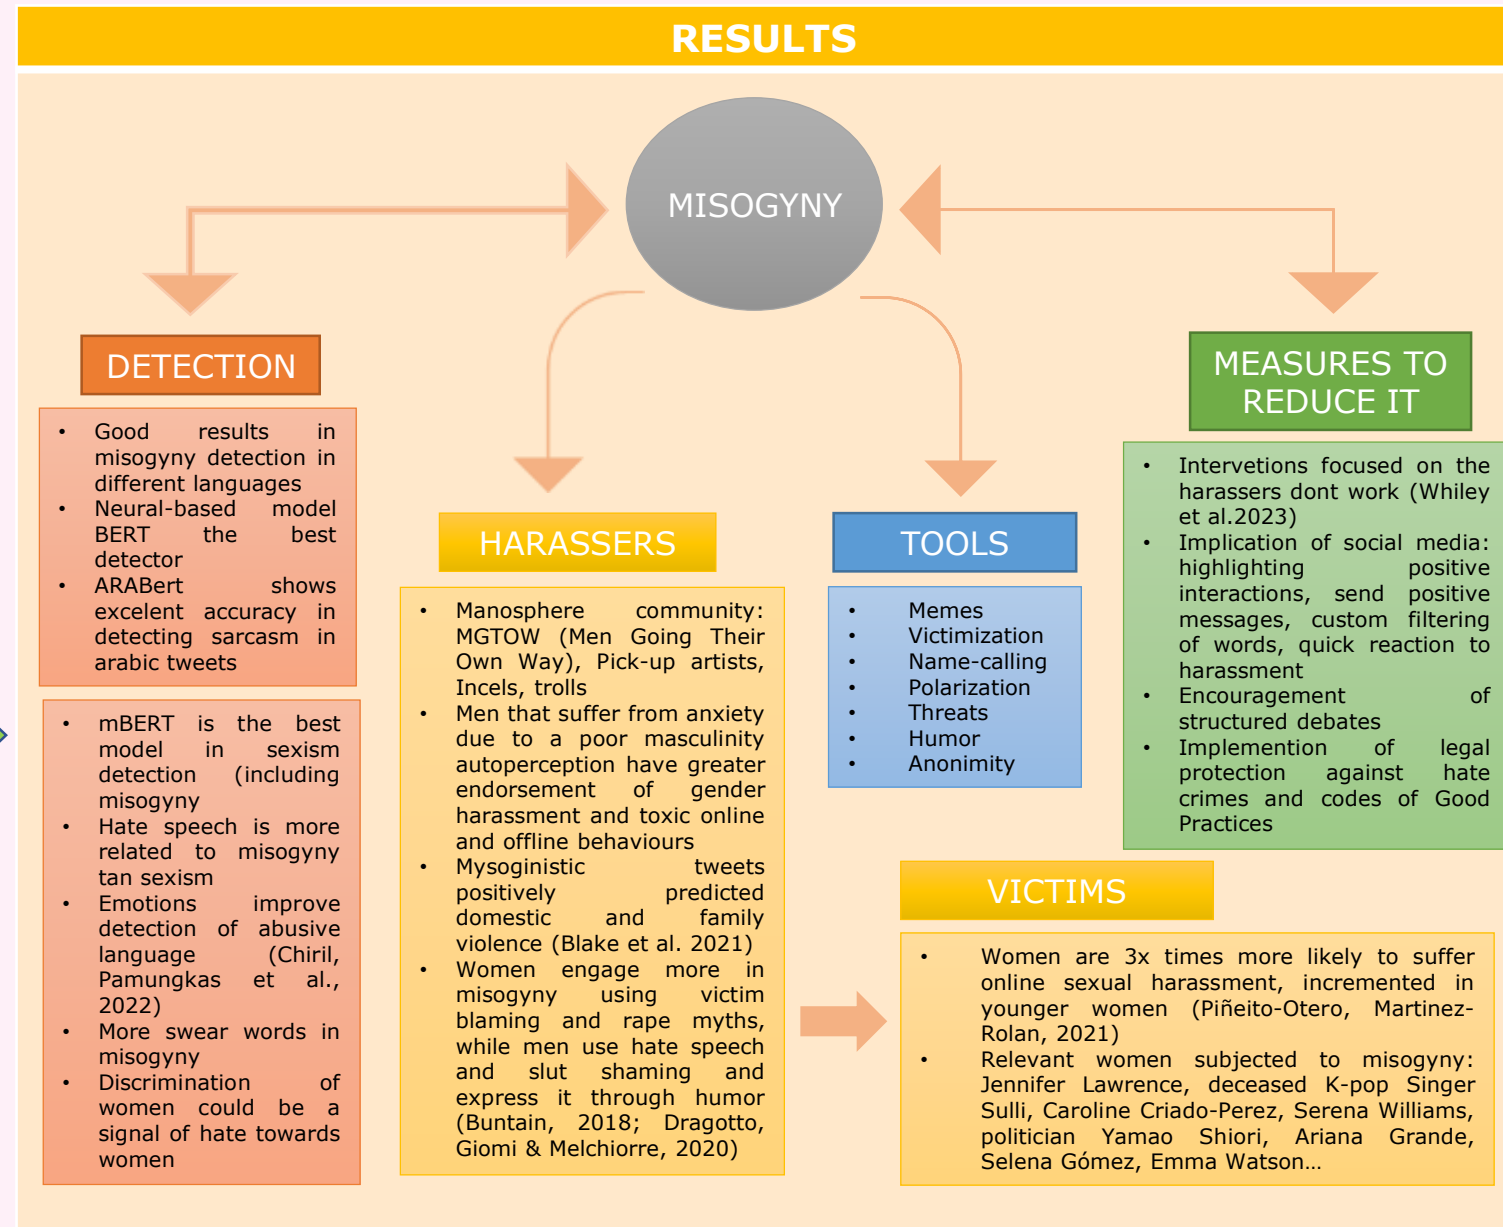 RESULTS
MISOGYNY
DETECTION
• Good results in
misogyny detection in
different languages
• Neural-based model
BERT the best
detector
• ARABert shows
excelent accuracy in
detecting sarcasm in
arabic tweets
• mBERT is the best
model in sexism
detection (including
misogyny
• Hate speech is more
related to misogyny
tan sexism
• Emotions improve
detection of abusive
language (Chiril,
Pamungkas et al.,
2022)
• More swear words in
misogyny
• Discrimination of
women could be a
signal of hate towards
women
HARASSERS
• Manosphere community:
MGTOW (Men Going Their
Own Way), Pick-up artists,
Incels, trolls
• Men that suffer from anxiety
due to a poor masculinity
autoperception have greater
endorsement of gender
harassment and toxic online
and offline behaviours
• Mysoginistic tweets
positively predicted
domestic and family
violence (Blake et al. 2021)
• Women engage more in
misogyny using victim
blaming and rape myths,
while men use hate speech
and slut shaming and
express it through humor
(Buntain, 2018; Dragotto,
Giomi & Melchiorre, 2020)
TOOLS
• Memes
• Victimization
• Name-calling
• Polarization
• Threats
• Humor
• Anonimity
MEASURES TO
REDUCE IT
• Intervetions focused on the
harassers dont work (Whiley
et al.2023)
• Implication of social media:
highlighting positive
interactions, send positive
messages, custom filtering
of words, quick reaction to
harassment
• Encouragement of
structured debates
• Implemention of legal
protection against hate
crimes and codes of Good
Practices
VICTIMS
• Women are 3x times more likely to suffer
online sexual harassment, incremented in
younger women (Piñeito-Otero, Martinez-
Rolan, 2021)
• Relevant women subjected to misogyny:
Jennifer Lawrence, deceased K-pop Singer
Sulli, Caroline Criado-Perez, Serena Williams,
politician Yamao Shiori, Ariana Grande,
Selena Gómez, Emma Watson…